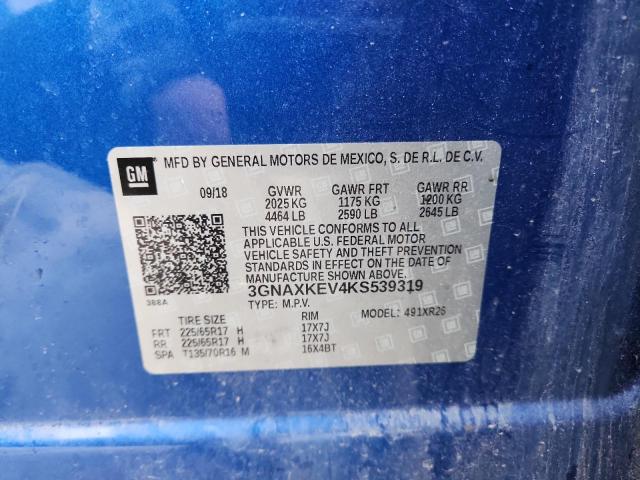 GM
MFD BY GENERAL MOTORS DE MEXICO, S. DE R.L. DE C.V.
09/18 GVWR GAWR FRT GAWR RR
2025 KG 1175 KG 1200 KG
4464 LB 2590 LB 2645 LB
THIS VEHICLE CONFORMS TO ALL
APPLICABLE U.S. FEDERAL MOTOR
VEHICLE SAFETY AND THEFT PREVENTION
STANDARDS IN EFFECT ON THE DATE OF
MANUFACTURE SHOWN ABOVE.
3GNAXKEV4KS539319
388A
TYPE: M.P.V. MODEL: 491XR26
TIRE SIZE RIM
FRT 225/65R17 H 17X7J
RR 225/65R17 H 17X7J
SPA T135/70R16 M 16X4BT